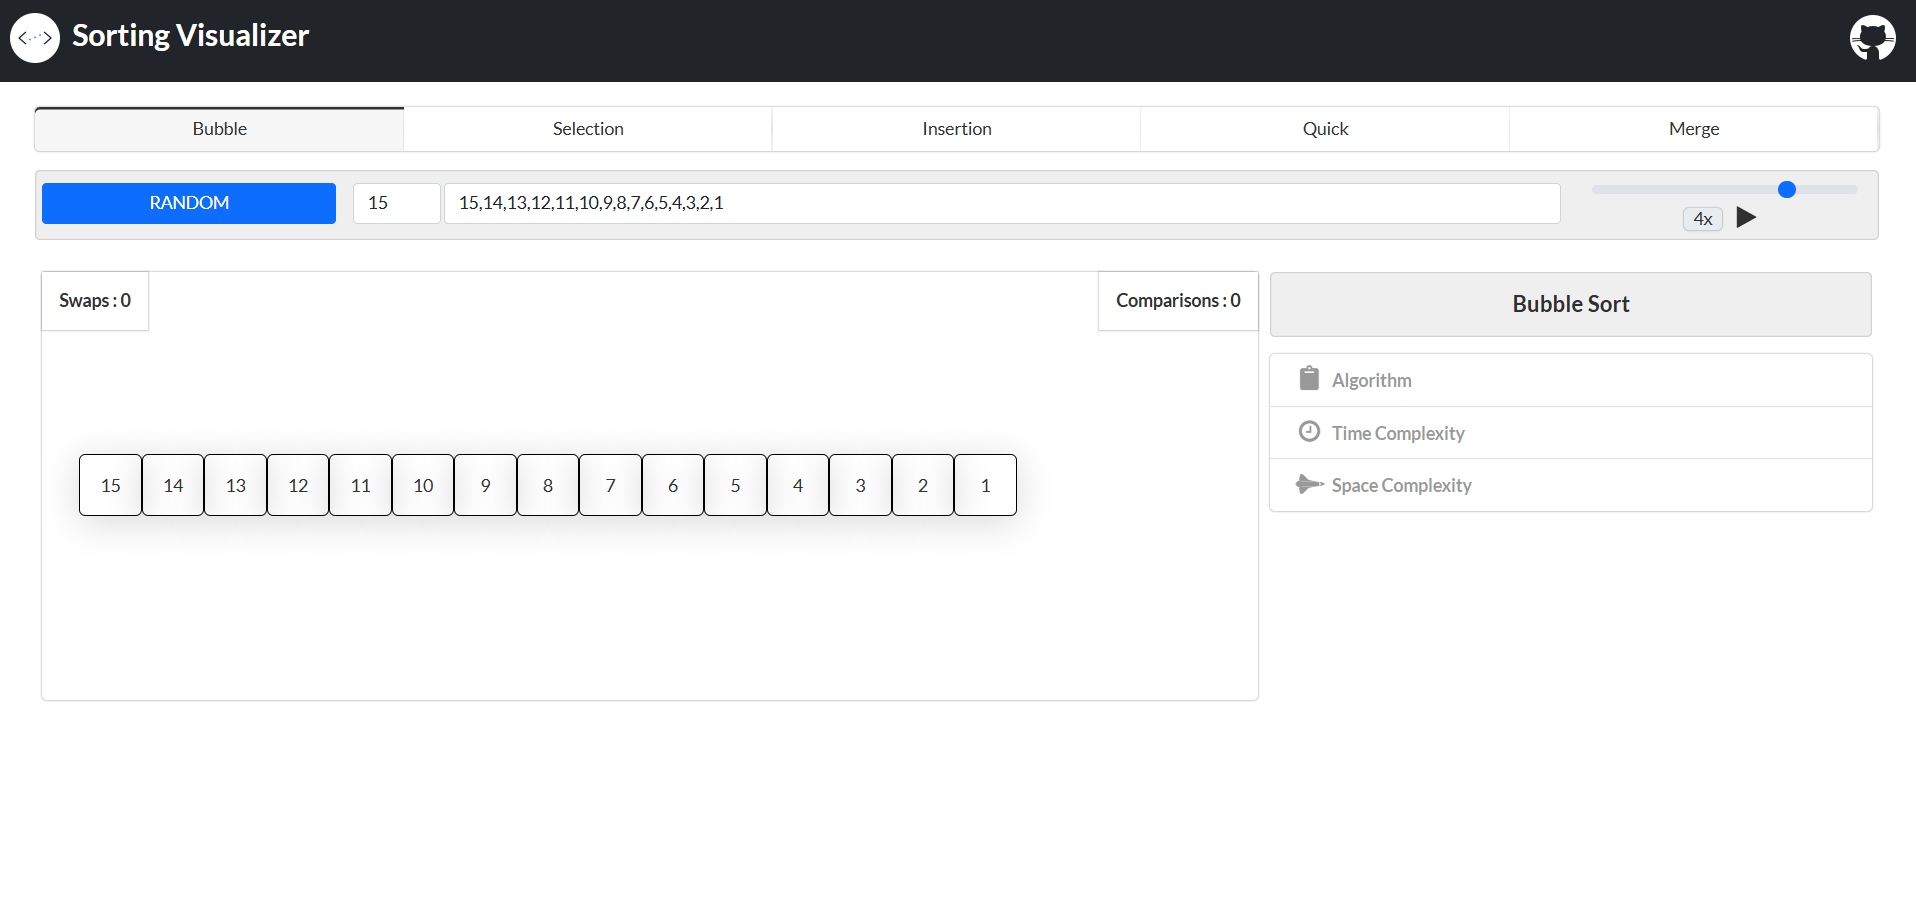 Sorting Visualizer
Bubble Selection Insertion Quick Merge
RANDOM 15 15,14,13,12,11,10,9,8,7,6,5,4,3,2,1
4x
Swaps : 0 Comparisons : 0
Bubble Sort
Algorithm
Time Complexity
Space Complexity
15 14 13 12 11 10 9 8 7 6 5 4 3 2 1